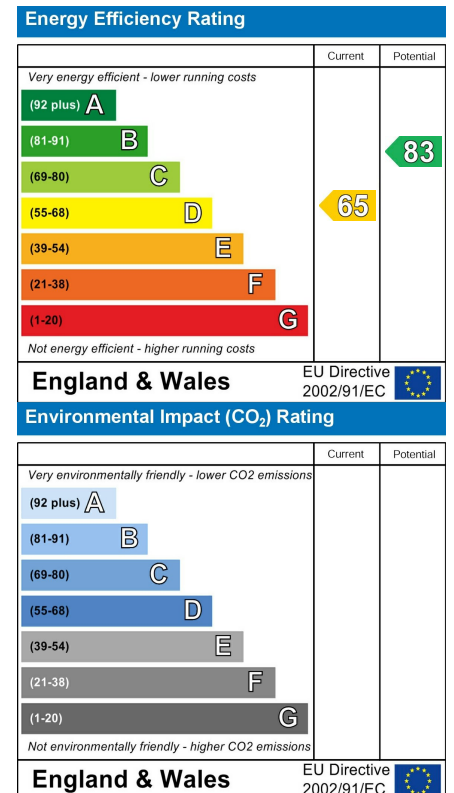 Energy Efficiency Rating
Current Potential
Very energy efficient - lower running costs
(92 plus) A
(81-91) B
83
(69-80) C
(55-68) D
65
(39-54) E
(21-38) F
(1-20) G
Not energy efficient - higher running costs
England & Wales
EU Directive
2002/91/EC
Environmental Impact (CO₂) Rating
Current Potential
Very environmentally friendly - lower CO2 emissions
(92 plus) A
(81-91) B
(69-80) C
(55-68) D
(39-54) E
(21-38) F
(1-20) G
Not environmentally friendly - higher CO2 emissions
England & Wales
EU Directive
2002/91/EC